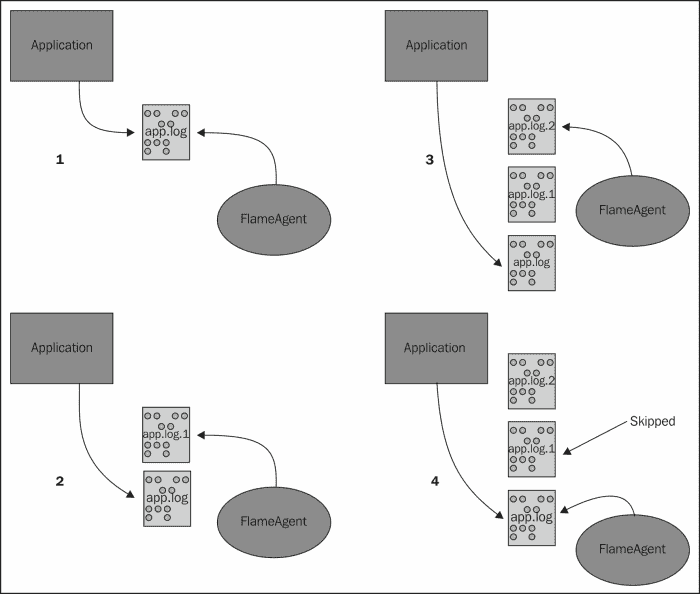 Application
app.log
1
FlameAgent
Application
app.log.2
3
app.log.1
FlameAgent
app.log
Application
app.log.1
2
app.log
FlameAgent
Application
app.log.2
Skipped
app.log.1
4
app.log
FlameAgent